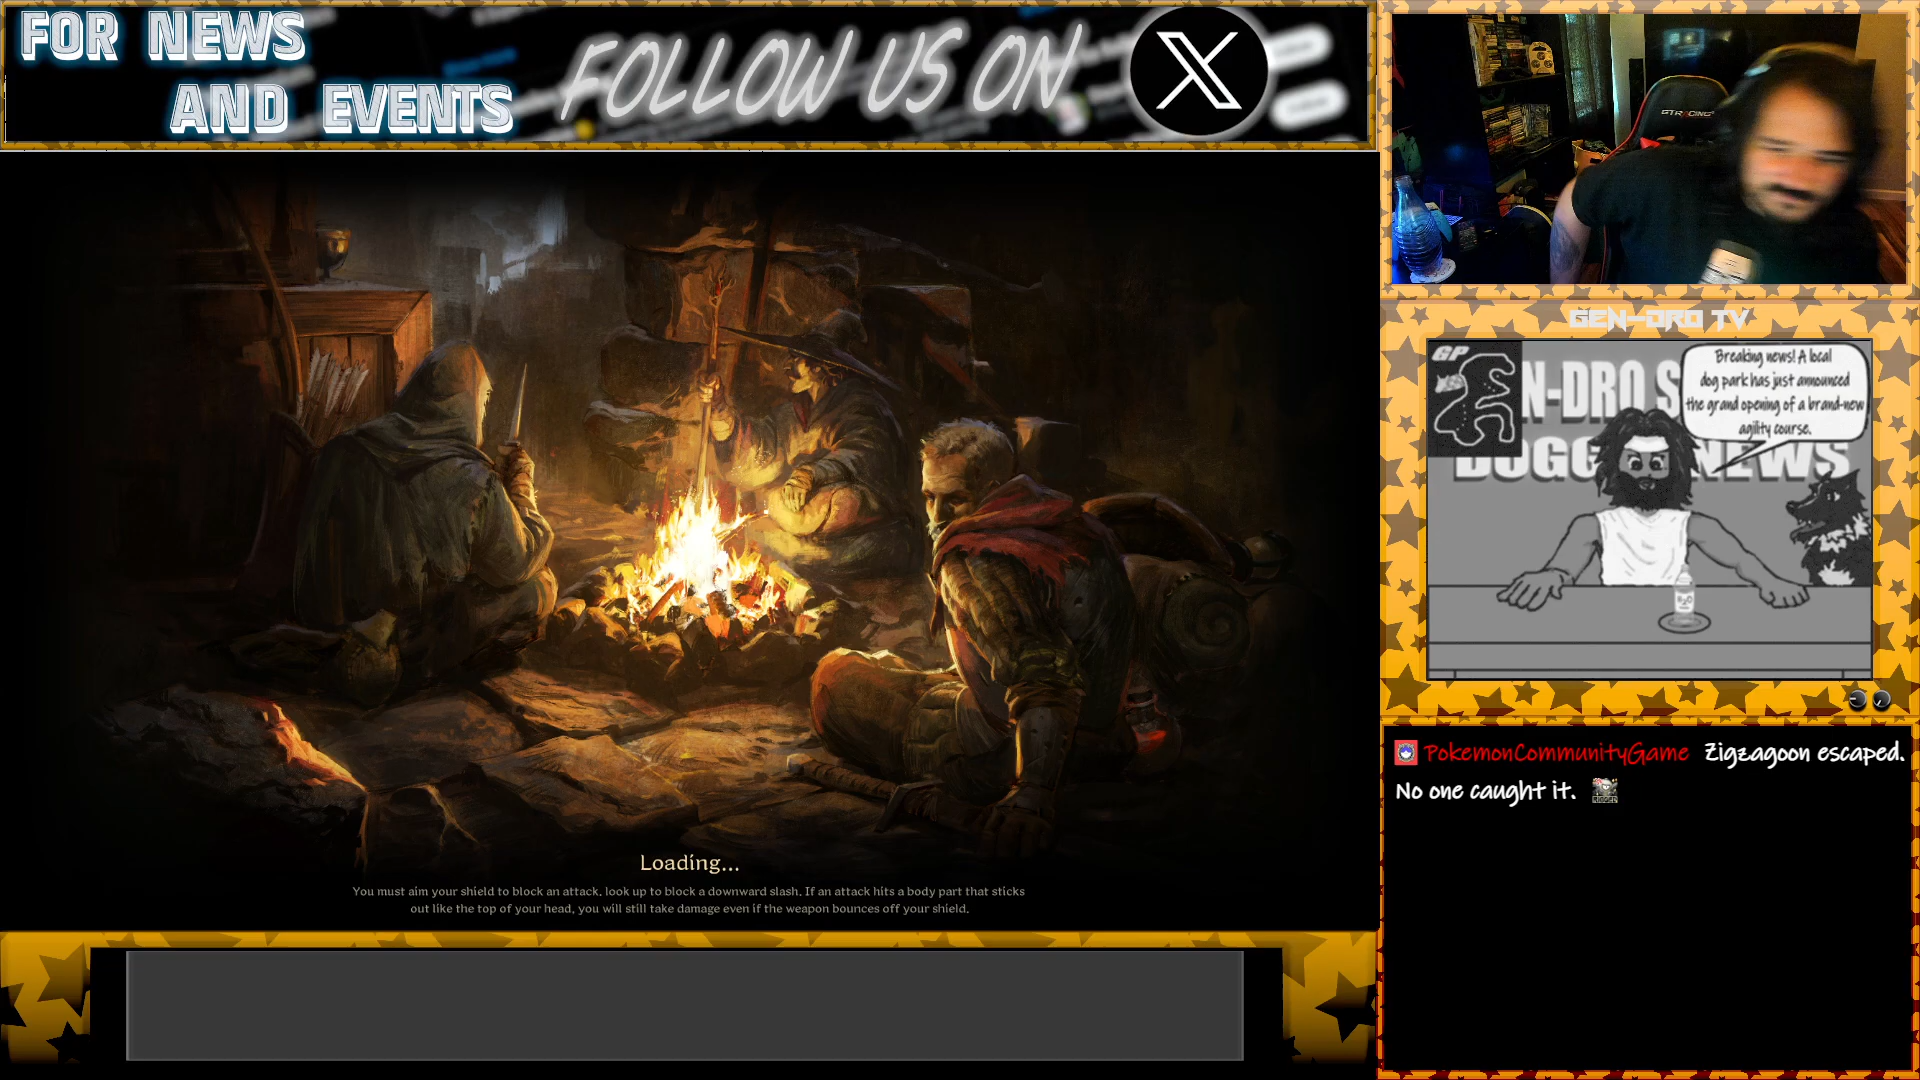 FOR NEWS
AND EVENTS
FOLLOW US ON
X
GTRACING
GEN-DRO TV
GP
N-DRO S
Breaking news! A local
dog park has just announced
the grand opening of a brand-new
agility course.
DOGG NEWS
H2O
PokemonCommunityGame Zigzagoon escaped.
No one caught it.
Loading...
You must aim your shield to block an attack, look up to block a downward slash. If an attack hits a body part that sticks
out like the top of your head, you will still take damage even if the weapon bounces off your shield.